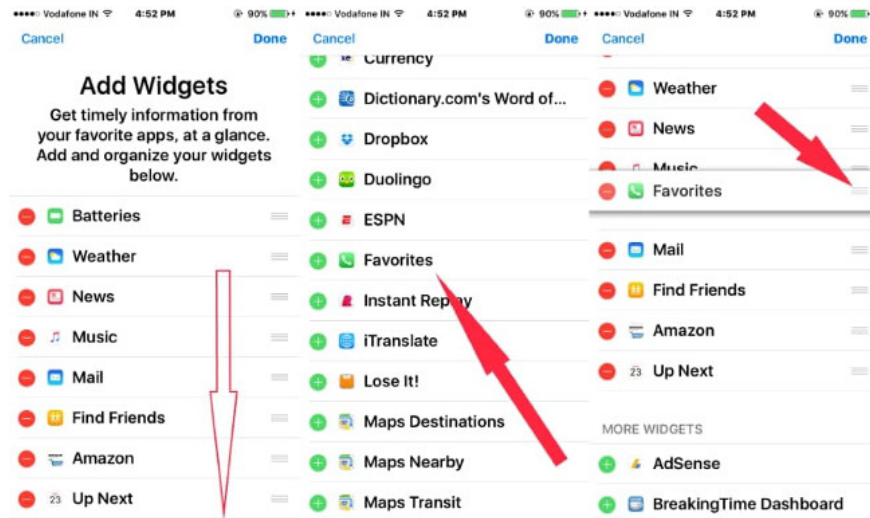 Vodafone IN 4:52 PM 90%
Cancel Done
Add Widgets
Get timely information from
your favorite apps, at a glance.
Add and organize your widgets
below.
Batteries
Weather
News
Music
Mail
Find Friends
Amazon
23 Up Next
Vodafone IN 4:52 PM 90%
Cancel Done
Currency
Dictionary.com's Word of...
Dropbox
Duolingo
ESPN
Favorites
Instant Replay
iTranslate
Lose It!
Maps Destinations
Maps Nearby
Maps Transit
Vodafone IN 4:52 PM 90%
Cancel Done
Weather
News
Music
Favorites
Mail
Find Friends
Amazon
23 Up Next
MORE WIDGETS
AdSense
BreakingTime Dashboard